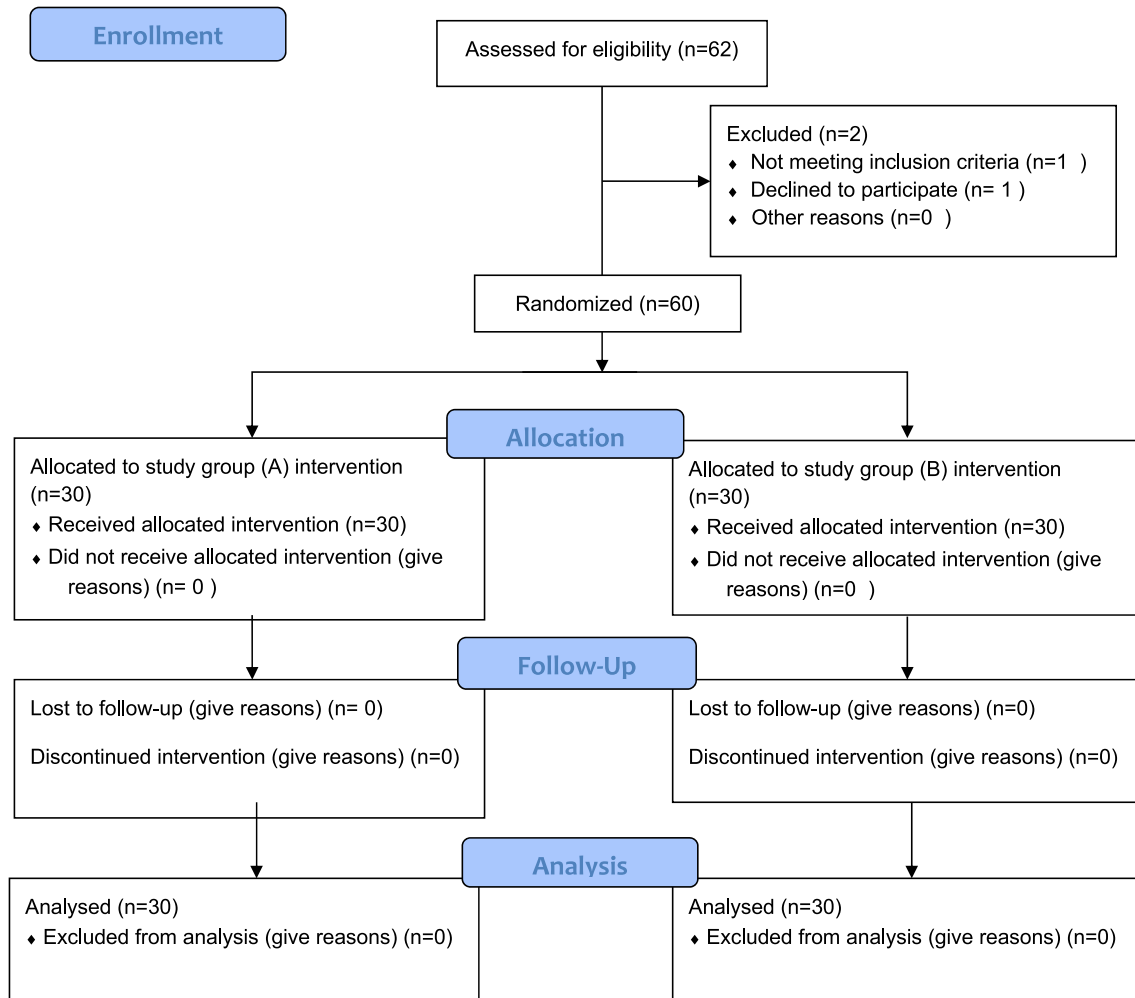 Enrollment
Assessed for eligibility (n=62)
Excluded (n=2)
♦ Not meeting inclusion criteria (n=1 )
♦ Declined to participate (n= 1 )
♦ Other reasons (n=0 )
Randomized (n=60)
Allocation
Allocated to study group (A) intervention
(n=30)
♦ Received allocated intervention (n=30)
♦ Did not receive allocated intervention (give
reasons) (n= 0 )
Allocated to study group (B) intervention
(n=30)
♦ Received allocated intervention (n=30)
♦ Did not receive allocated intervention (give
reasons) (n=0 )
Follow-Up
Lost to follow-up (give reasons) (n= 0)
Discontinued intervention (give reasons) (n=0)
Lost to follow-up (give reasons) (n=0)
Discontinued intervention (give reasons) (n=0)
Analysis
Analysed (n=30)
♦ Excluded from analysis (give reasons) (n=0)
Analysed (n=30)
♦ Excluded from analysis (give reasons) (n=0)